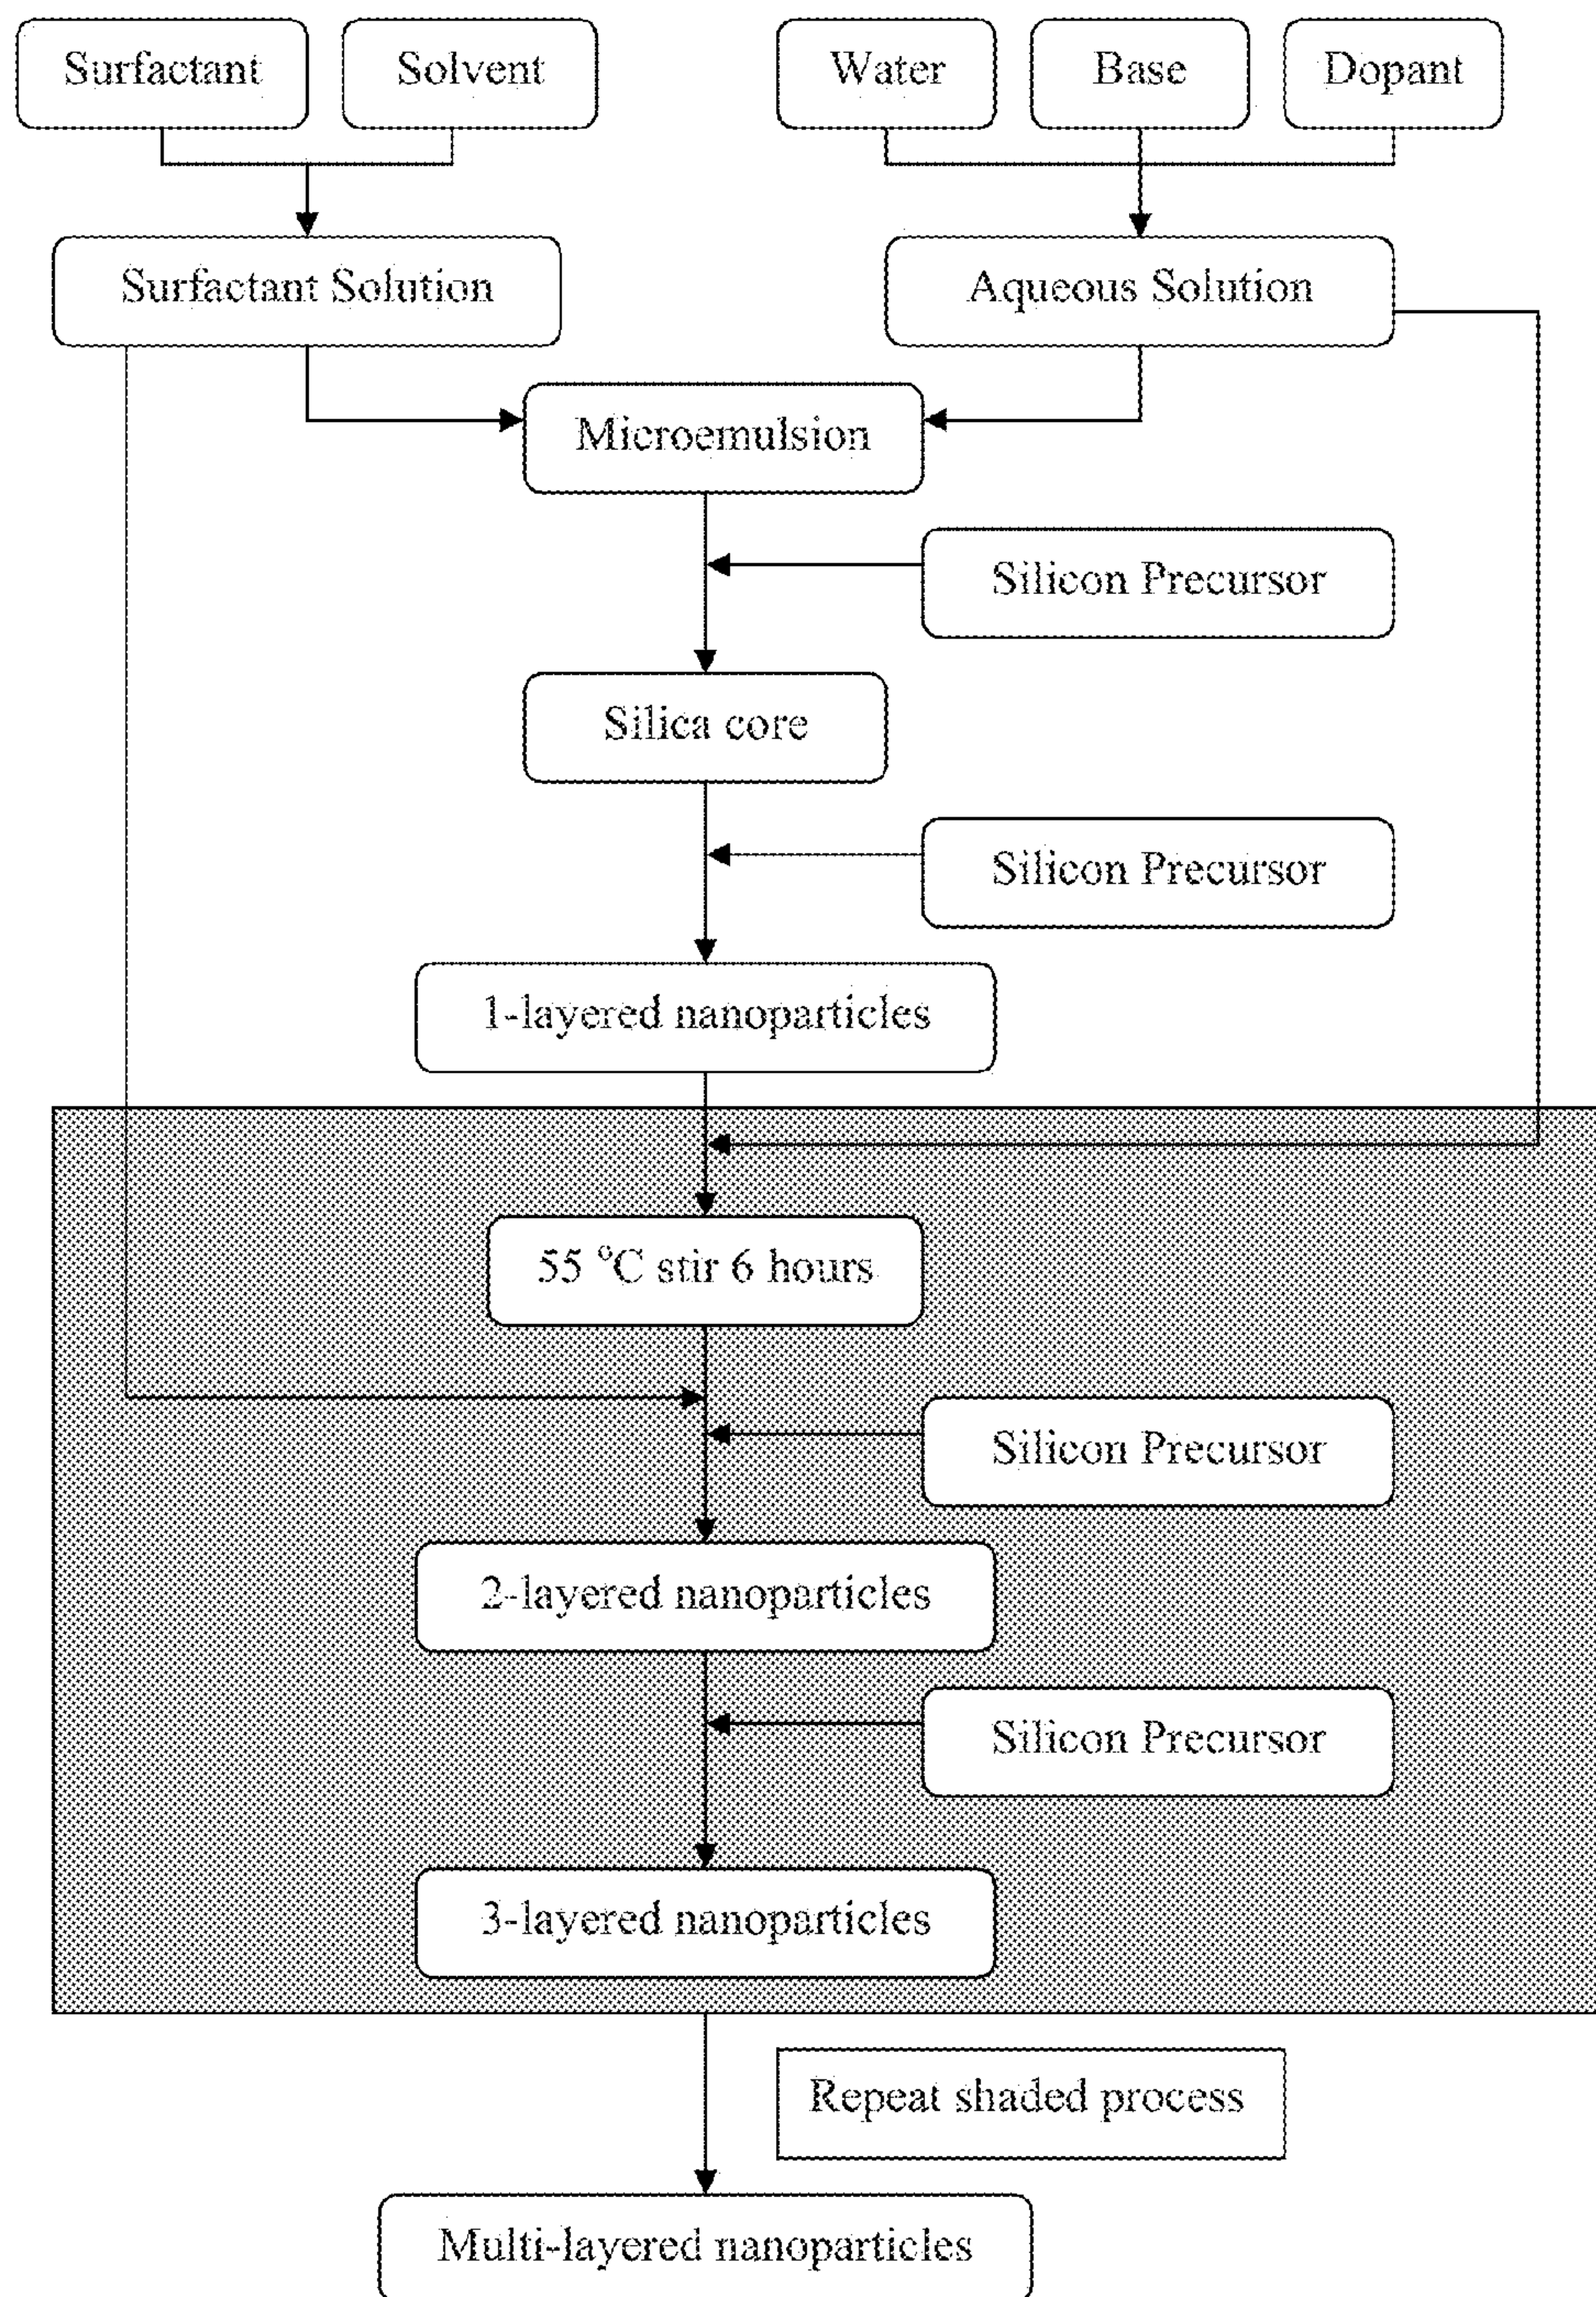 Surfactant
Solvent
Water
Base
Dopant
Surfactant Solution
Aqueous Solution
Microemulsion
Silicon Precursor
Silica core
Silicon Precursor
1-layered nanoparticles
55 °C stir 6 hours
Silicon Precursor
2-layered nanoparticles
Silicon Precursor
3-layered nanoparticles
Repeat shaded process
Multi-layered nanoparticles